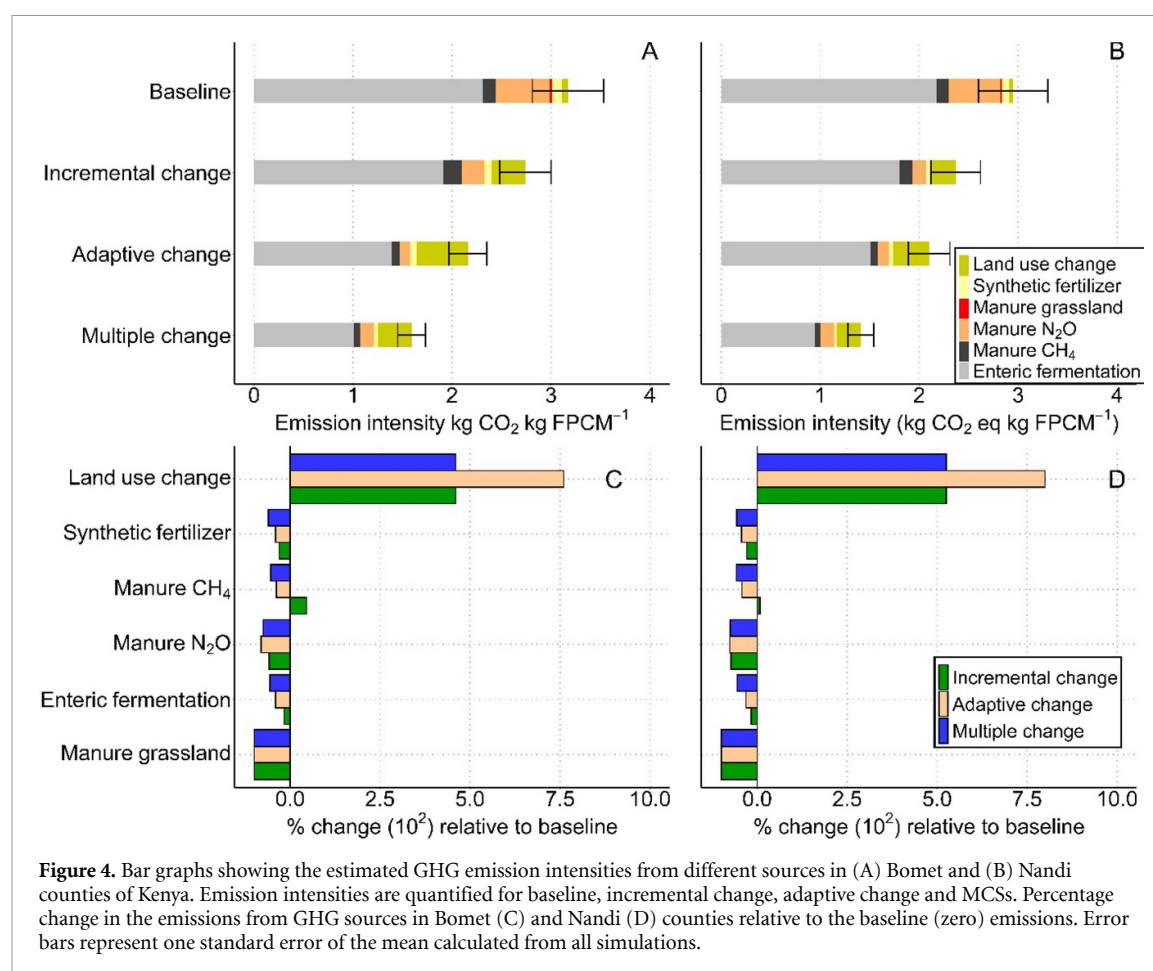 A
B
Baseline
Incremental change
Adaptive change
Multiple change
Land use change
Synthetic fertilizer
Manure grassland
Manure N₂O
Manure CH₄
Enteric fermentation
0 1 2 3 4
0 1 2 3 4
Emission intensity kg CO₂ kg FPCM⁻¹
Emission intensity (kg CO₂ eq kg FPCM⁻¹)
C
D
Land use change
Synthetic fertilizer
Manure CH₄
Manure N₂O
Enteric fermentation
Manure grassland
Incremental change
Adaptive change
Multiple change
0.0 2.5 5.0 7.5 10.0
0.0 2.5 5.0 7.5 10.0
% change (10²) relative to baseline
% change (10²) relative to baseline
Figure 4. Bar graphs showing the estimated GHG emission intensities from different sources in (A) Bomet and (B) Nandi
counties of Kenya. Emission intensities are quantified for baseline, incremental change, adaptive change and MCSs. Percentage
change in the emissions from GHG sources in Bomet (C) and Nandi (D) counties relative to the baseline (zero) emissions. Error
bars represent one standard error of the mean calculated from all simulations.